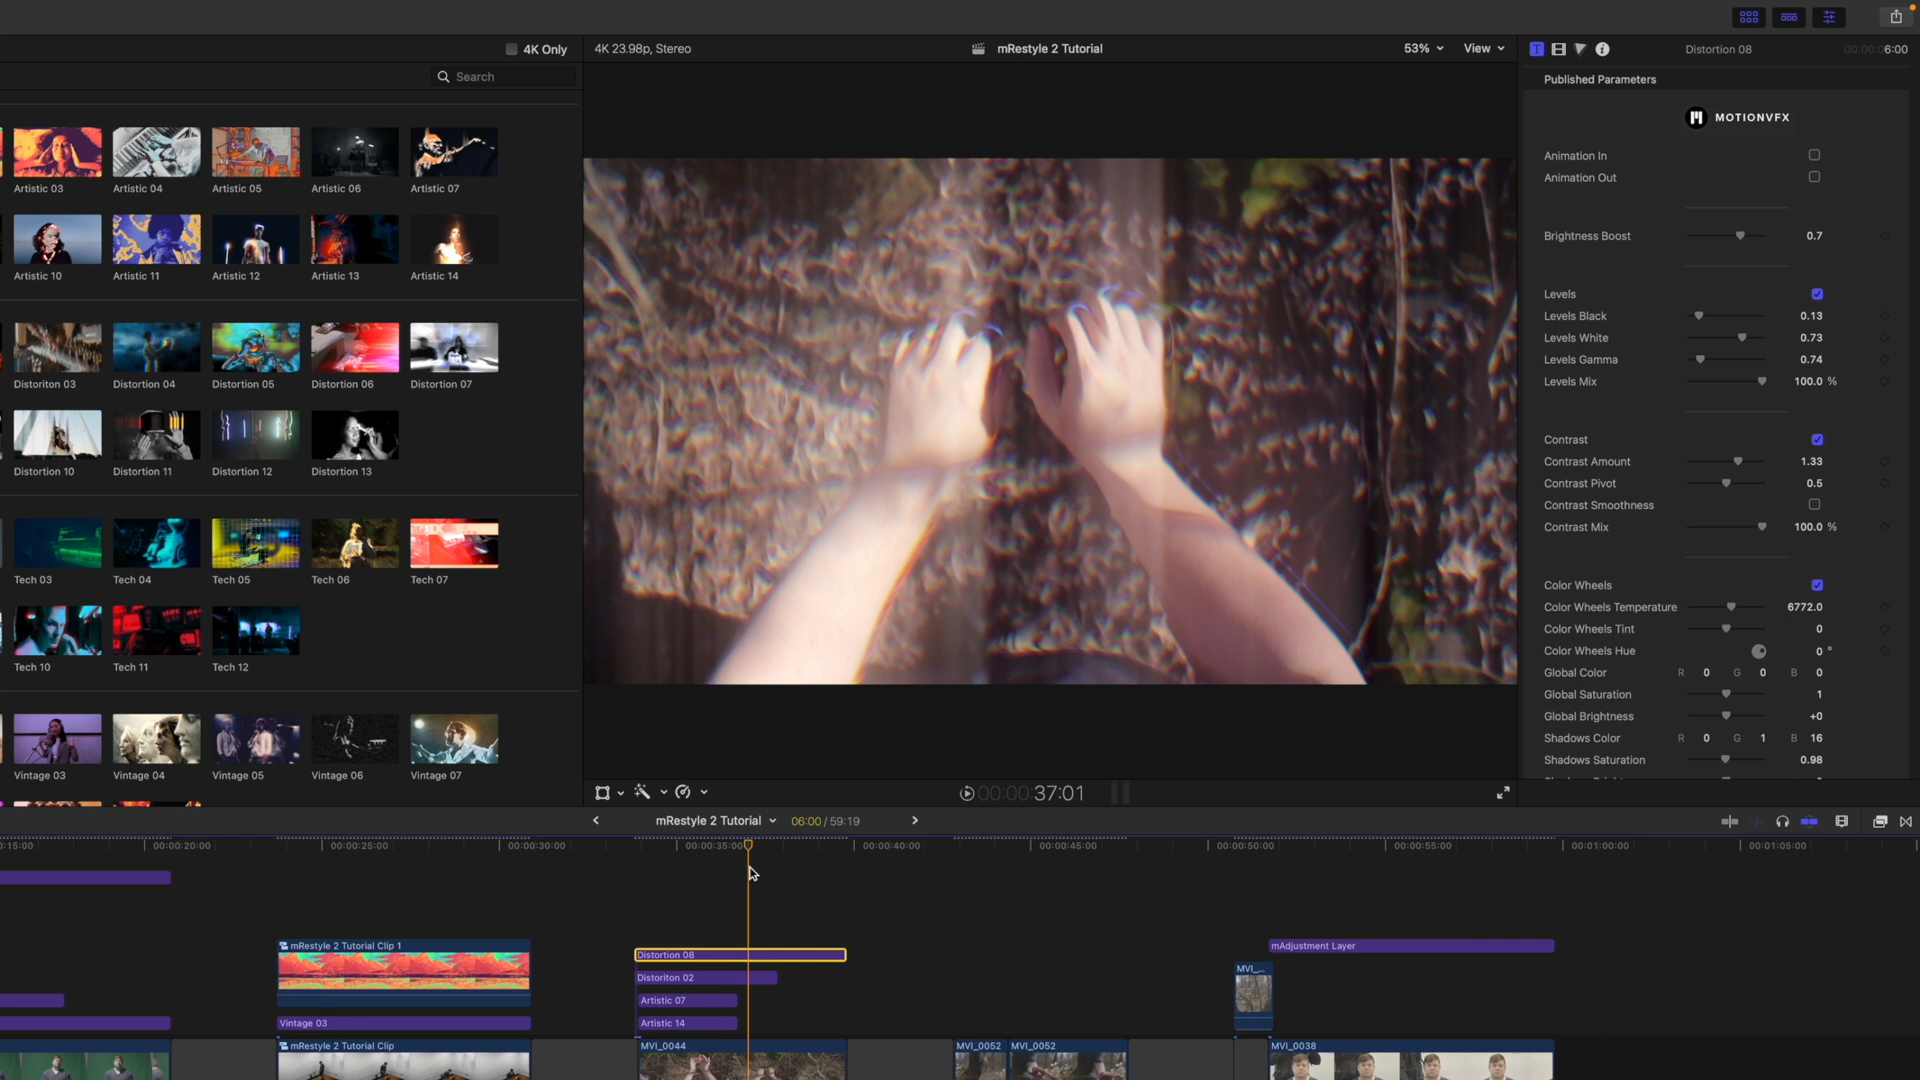 4K Only
4K 23.98p, Stereo
mRestyle 2 Tutorial
53%
View
Distortion 08
00:00:06:00
Search
Published Parameters
MOTIONVFX
Animation In
Animation Out
Brightness Boost 0.7
Levels
Levels Black 0.13
Levels White 0.73
Levels Gamma 0.74
Levels Mix 100.0 %
Contrast
Contrast Amount 1.33
Contrast Pivot 0.5
Contrast Smoothness
Contrast Mix 100.0 %
Color Wheels
Color Wheels Temperature 6772.0
Color Wheels Tint 0
Color Wheels Hue 0 °
Global Color R 0 G 0 B 0
Global Saturation 1
Global Brightness +0
Shadows Color R 0 G 1 B 16
Shadows Saturation 0.98
Artistic 03 Artistic 04 Artistic 05 Artistic 06 Artistic 07
Artistic 10 Artistic 11 Artistic 12 Artistic 13 Artistic 14
Distoriton 03 Distortion 04 Distortion 05 Distortion 06 Distortion 07
Distortion 10 Distortion 11 Distortion 12 Distortion 13
Tech 03 Tech 04 Tech 05 Tech 06 Tech 07
Tech 10 Tech 11 Tech 12
Vintage 03 Vintage 04 Vintage 05 Vintage 06 Vintage 07
00:00:37:01
mRestyle 2 Tutorial 06:00 / 59:19
:15:00 00:00:20:00 00:00:25:00 00:00:30:00 00:00:35:00 00:00:40:00 00:00:45:00 00:00:50:00 00:00:55:00 00:01:00:00 00:01:05:00
mRestyle 2 Tutorial Clip 1
mAdjustment Layer
Distortion 08
MVI_...
Distoriton 02
Artistic 07
Vintage 03
Artistic 14
mRestyle 2 Tutorial Clip
MVI_0044
MVI_0052
MVI_0052
MVI_0038